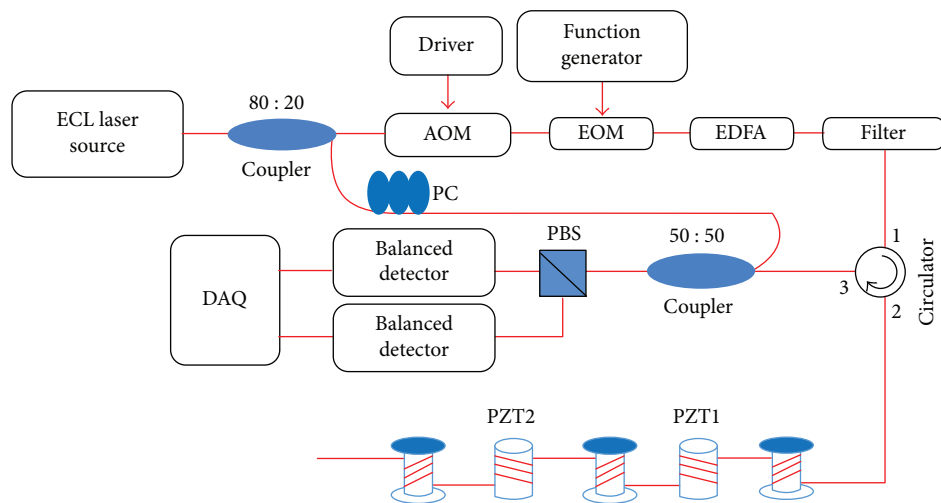 Driver
Function
generator
ECL laser
source
80 : 20
Coupler
AOM
EOM
EDFA
Filter
PC
PBS
50 : 50
Coupler
1
2
3
Circulator
DAQ
Balanced
detector
Balanced
detector
PZT2
PZT1